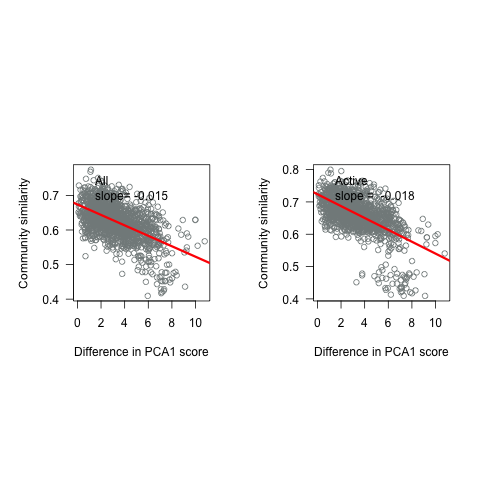 All
slope= -0.015
Community similarity
0.7
0.6
0.5
0.4
0 2 4 6 8 10
Difference in PCA1 score
Active
slope = -0.018
Community similarity
0.8
0.7
0.6
0.5
0.4
0 2 4 6 8 10
Difference in PCA1 score